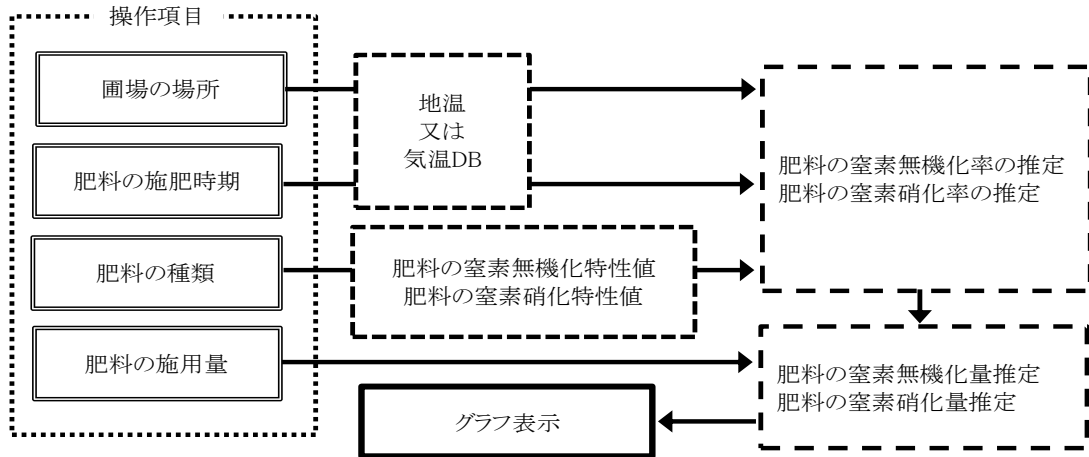 操作項目
圃場の場所
肥料の施肥時期
肥料の種類
肥料の施用量
地温
又は
気温DB
肥料の窒素無機化特性値
肥料の窒素硝化特性値
肥料の窒素無機化率の推定
肥料の窒素硝化率の推定
肥料の窒素無機化量推定
肥料の窒素硝化量推定
グラフ表示